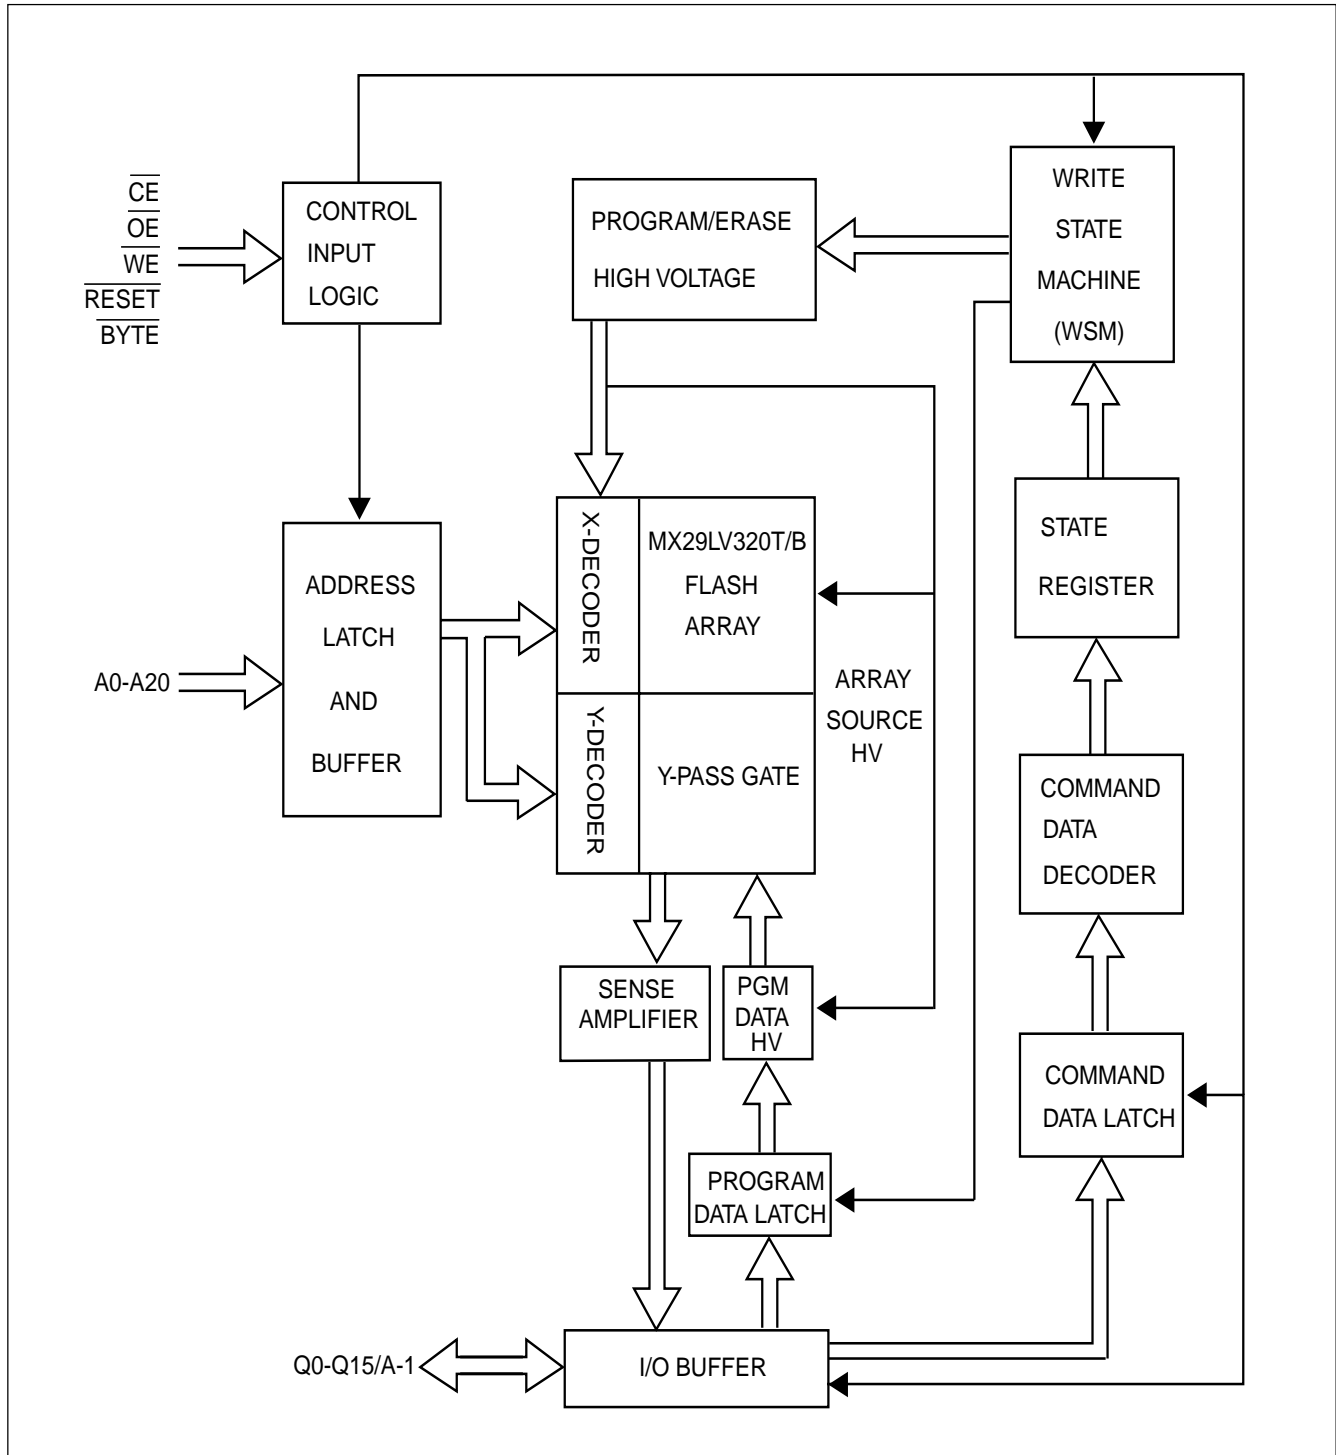 CE
OE
WE
RESET
BYTE
CONTROL
INPUT
LOGIC
PROGRAM/ERASE
HIGH VOLTAGE
WRITE
STATE
MACHINE
(WSM)
STATE
REGISTER
X-DECODER
MX29LV320T/B
FLASH
ARRAY
ADDRESS
LATCH
AND
BUFFER
A0-A20
ARRAY
SOURCE
HV
Y-DECODER
Y-PASS GATE
COMMAND
DATA
DECODER
SENSE
AMPLIFIER
PGM
DATA
HV
COMMAND
DATA LATCH
PROGRAM
DATA LATCH
Q0-Q15/A-1
I/O BUFFER